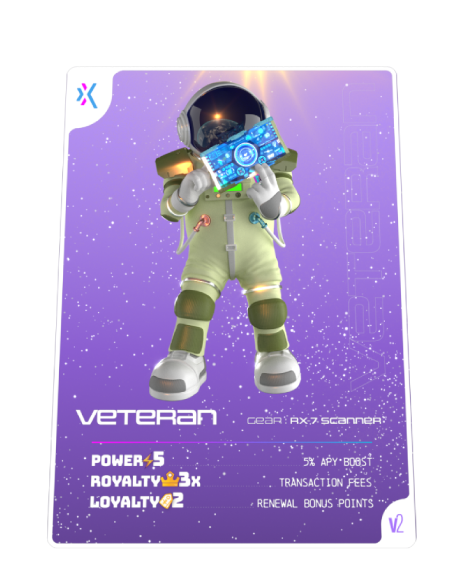 VETERAN
VETERAN GEAR: RX-7 SCANNER
POWER⚡5 5% APY BOOST
ROYALTY👑3X TRANSACTION FEES
LOYALTY🏷️2 RENEWAL BONUS POINTS
V2